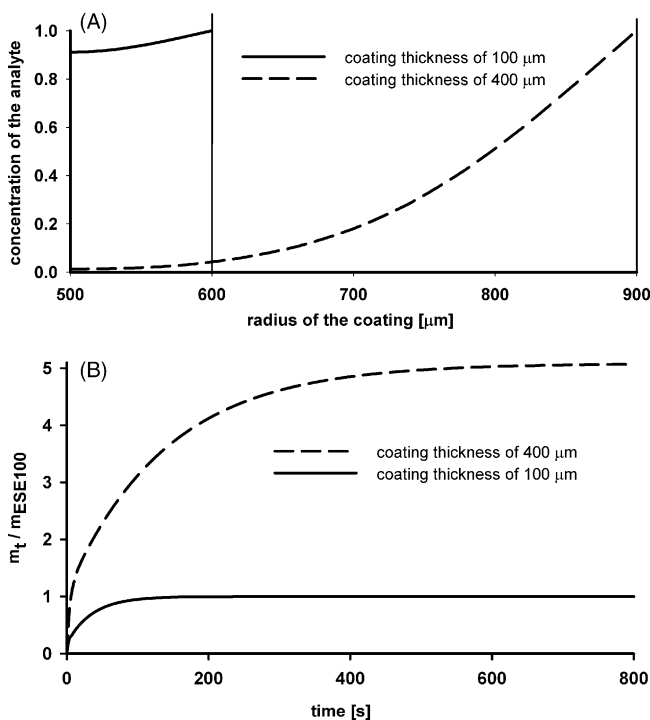 (A)
1.0
0.8
0.6
0.4
0.2
0.0
concentration of the analyte
coating thickness of 100 μm
coating thickness of 400 μm
500 600 700 800 900
radius of the coating [μm]
(B)
5
4
3
2
1
0
mt / mESE100
coating thickness of 400 μm
coating thickness of 100 μm
0 200 400 600 800
time [s]